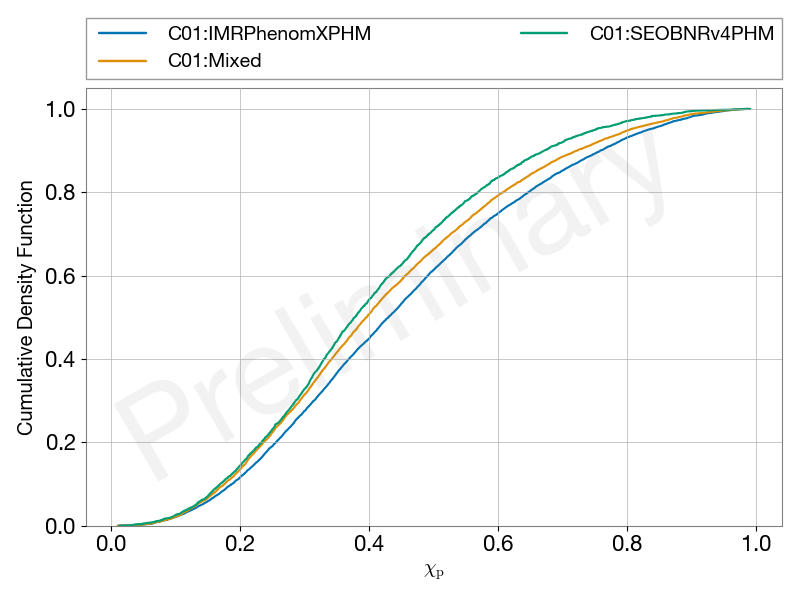 C01:IMRPhenomXPHM
C01:Mixed
C01:SEOBNRv4PHM
1.0
0.8
0.6
0.4
0.2
0.0
Cumulative Density Function
Preliminary
0.0 0.2 0.4 0.6 0.8 1.0
χp